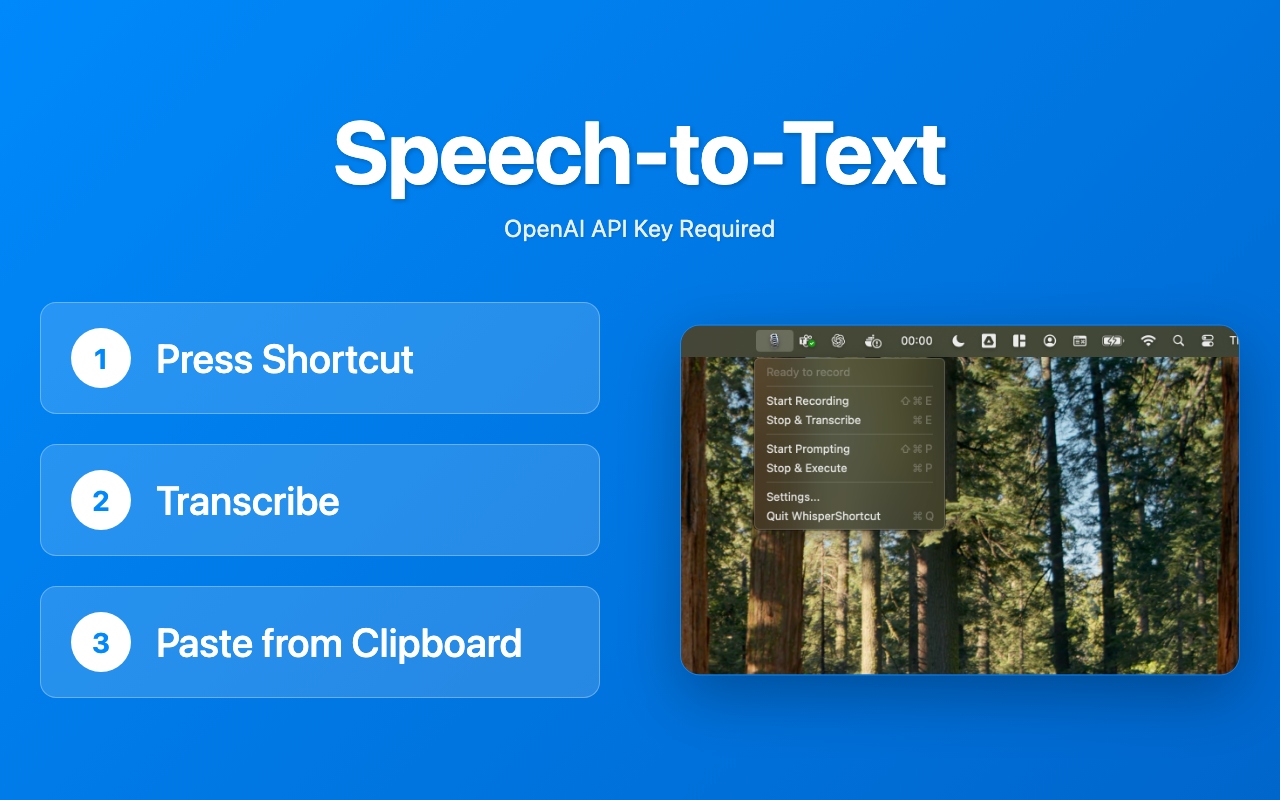 Speech-to-Text
OpenAI API Key Required
1 Press Shortcut
2 Transcribe
3 Paste from Clipboard
00:00
Ready to record
Start Recording ⇧ ⌘ E
Stop & Transcribe ⌘ E
Start Prompting ⇧ ⌘ P
Stop & Execute ⌘ P
Settings...
Quit WhisperShortcut ⌘ Q